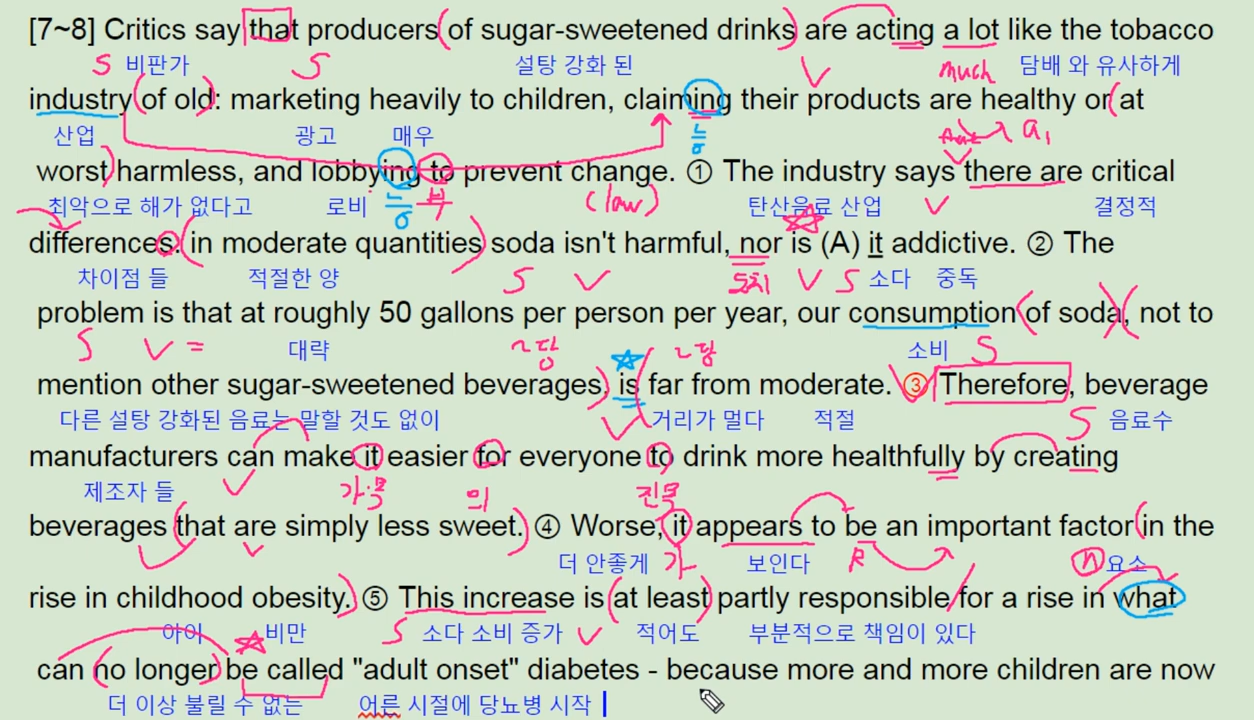 [7~8] Critics say that producers (of sugar-sweetened drinks) are acting a lot like the tobacco
S 비판가 S 설탕 강화 된 V much 담배 와 유사하게
industry (of old): marketing heavily to children, claiming their products are healthy or (at
산업 광고 매우 a,
worst) harmless, and lobbying to prevent change. ① The industry says there are critical
최악으로 해가 없다고 로비 부 (law) 탄산음료 산업 V 결정적
differences: (in moderate quantities) soda isn't harmful, nor is (A) it addictive. ② The
차이점 들 적절한 양 S V 도치 V S 소다 중독
problem is that at roughly 50 gallons per person per year, our consumption (of soda)(, not to
S V = 대략 ~당 ~당 소비 S
mention other sugar-sweetened beverages,) is (far from moderate. ③ Therefore, beverage
다른 설탕 강화된 음료는 말할 것도 없이 V 거리가 멀다 적절 S 음료수
manufacturers can make it easier for everyone to drink more healthfully by creating
제조자 들 V 가·목 의 진목
beverages (that are simply less sweet.) ④ Worse, it appears to be an important factor (in the
V 더 안좋게 가 보인다 R n 요소
rise in childhood obesity.) ⑤ This increase is (at least) partly responsible / for a rise in what
아이 비만 S 소다 소비 증가 V 적어도 부분적으로 책임이 있다
can (no longer) be called "adult onset" diabetes - because more and more children are now
더 이상 불릴 수 없는 어른 시절에 당뇨병 시작